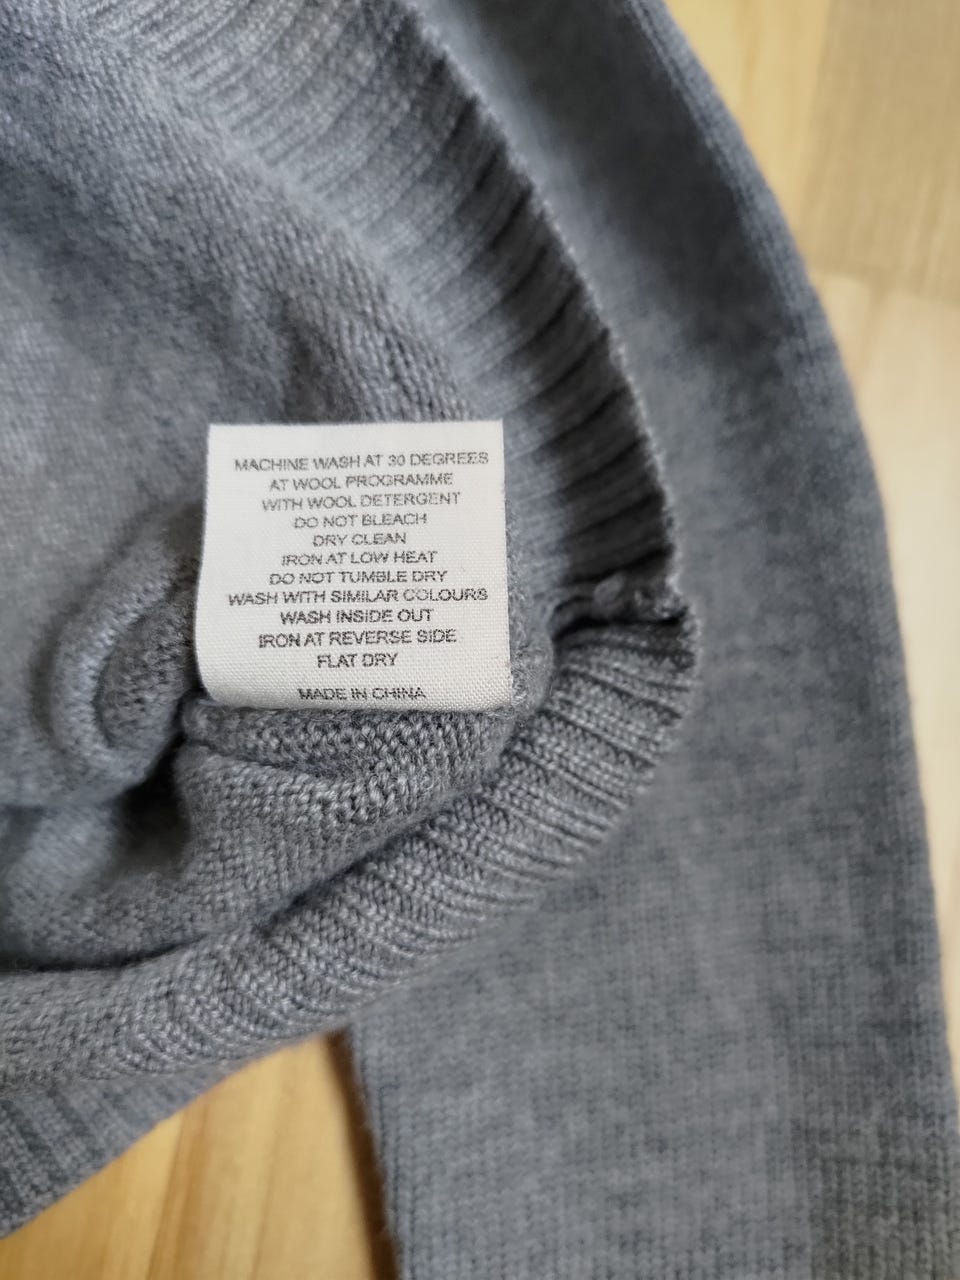 MACHINE WASH AT 30 DEGREES
AT WOOL PROGRAMME
WITH WOOL DETERGENT
DO NOT BLEACH
DRY CLEAN
IRON AT LOW HEAT
DO NOT TUMBLE DRY
WASH WITH SIMILAR COLOURS
WASH INSIDE OUT
IRON AT REVERSE SIDE
FLAT DRY
MADE IN CHINA